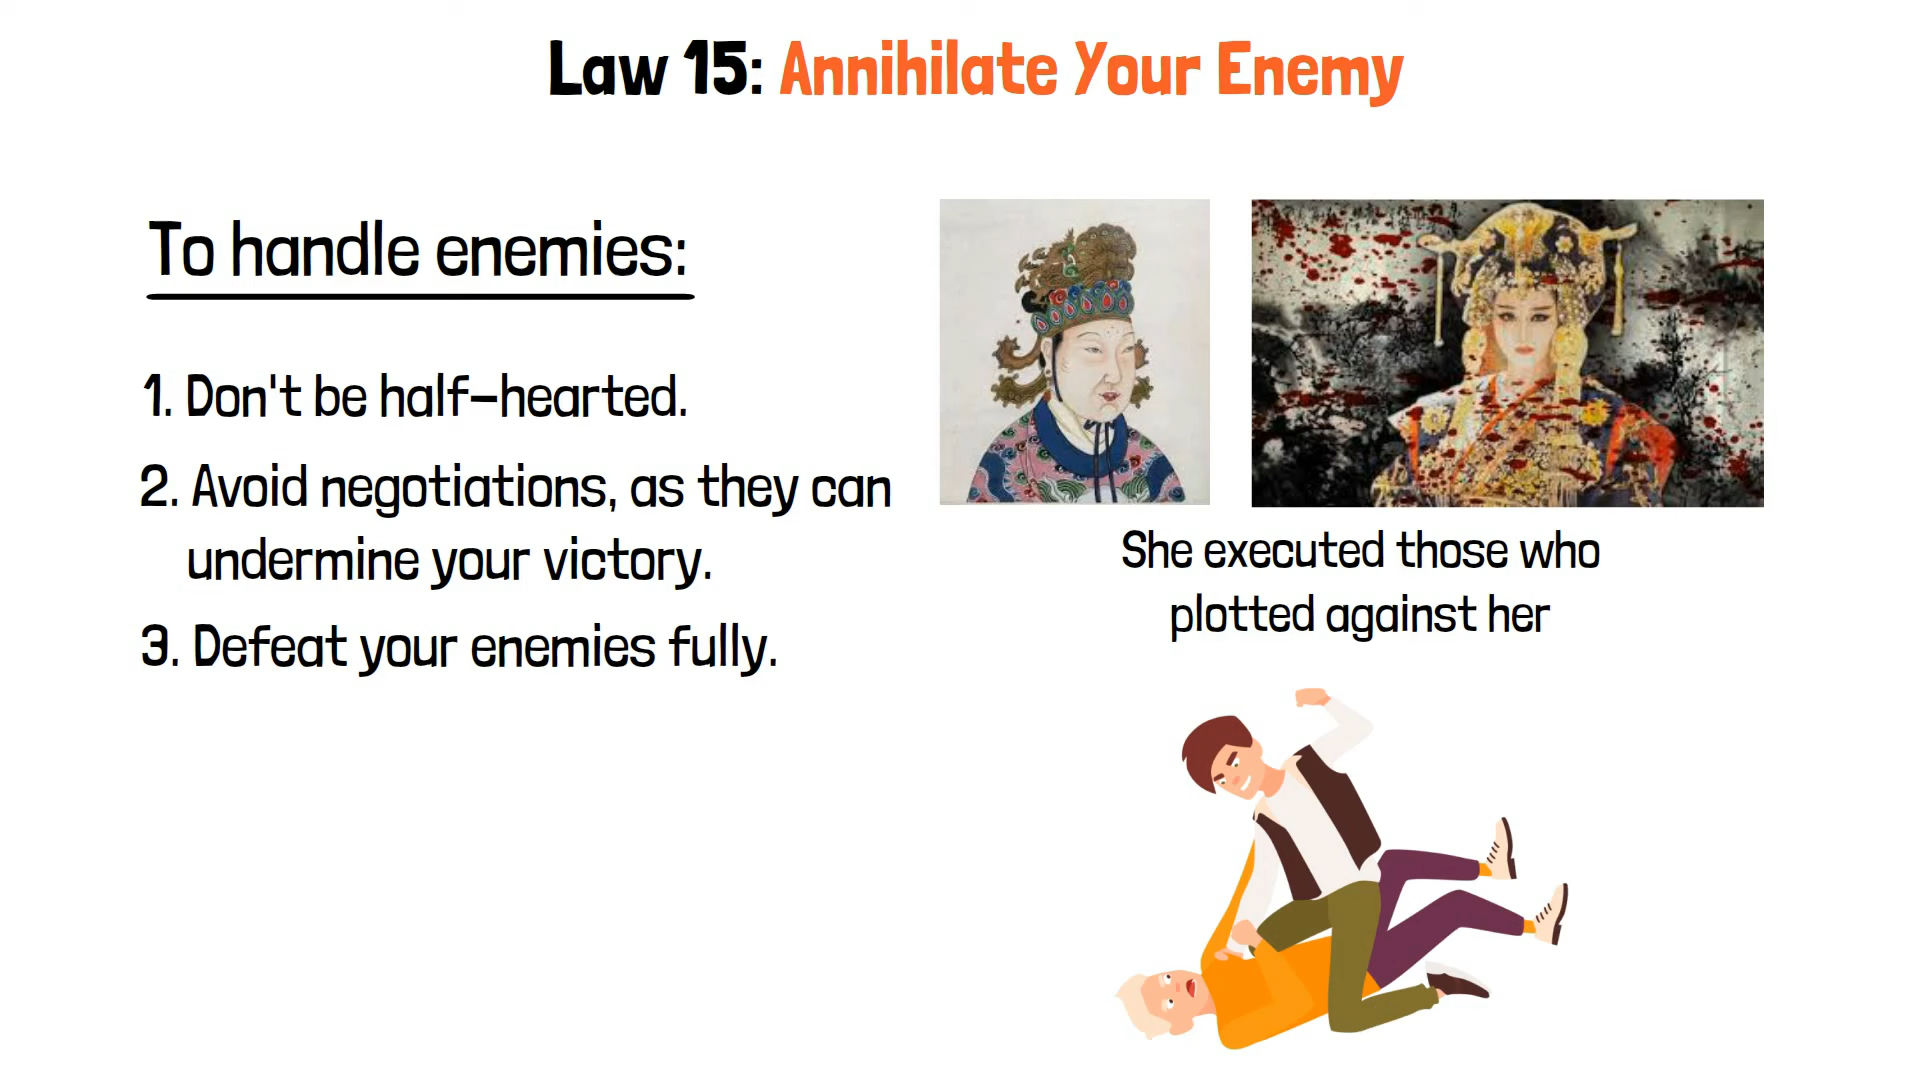 Law 15: Annihilate Your Enemy
To handle enemies:
1. Don't be half-hearted.
2. Avoid negotiations, as they can
undermine your victory.
3. Defeat your enemies fully.
She executed those who
plotted against her